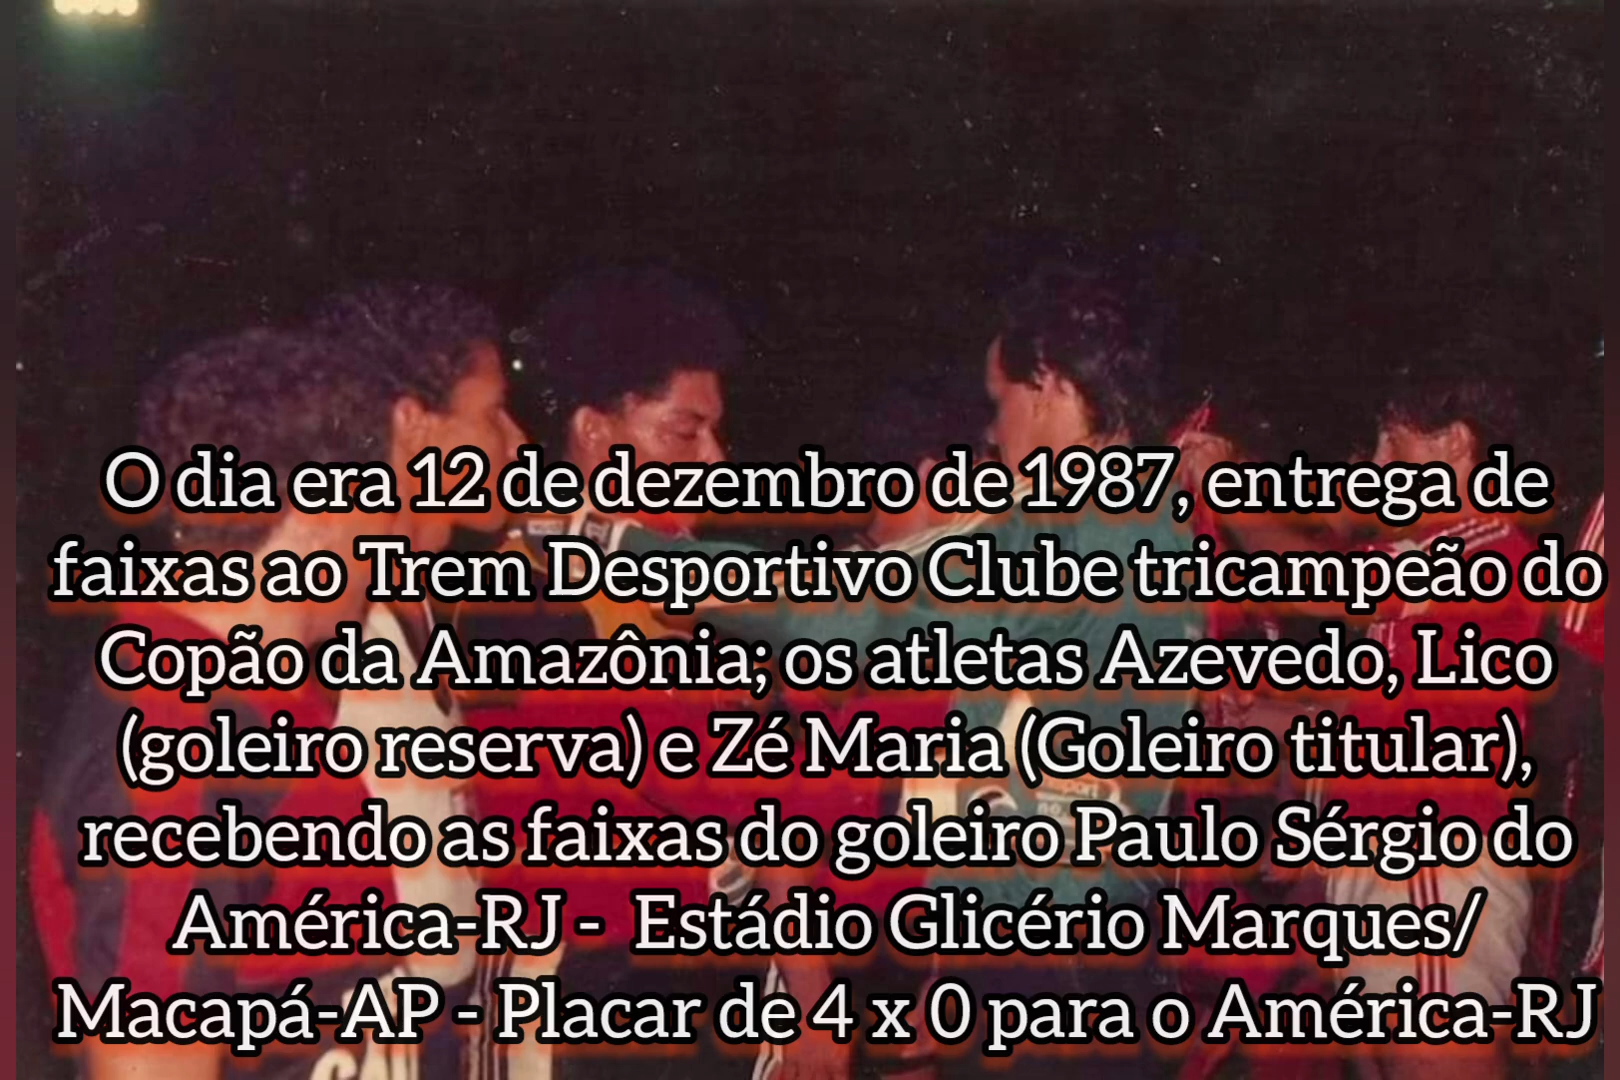 O dia era 12 de dezembro de 1987, entrega de
faixas ao Trem Desportivo Clube tricampeão do
Copão da Amazônia; os atletas Azevedo, Lico
(goleiro reserva) e Zé Maria (Goleiro titular),
recebendo as faixas do goleiro Paulo Sérgio do
América-RJ - Estádio Glicério Marques/
Macapá-AP - Placar de 4 x 0 para o América-RJ